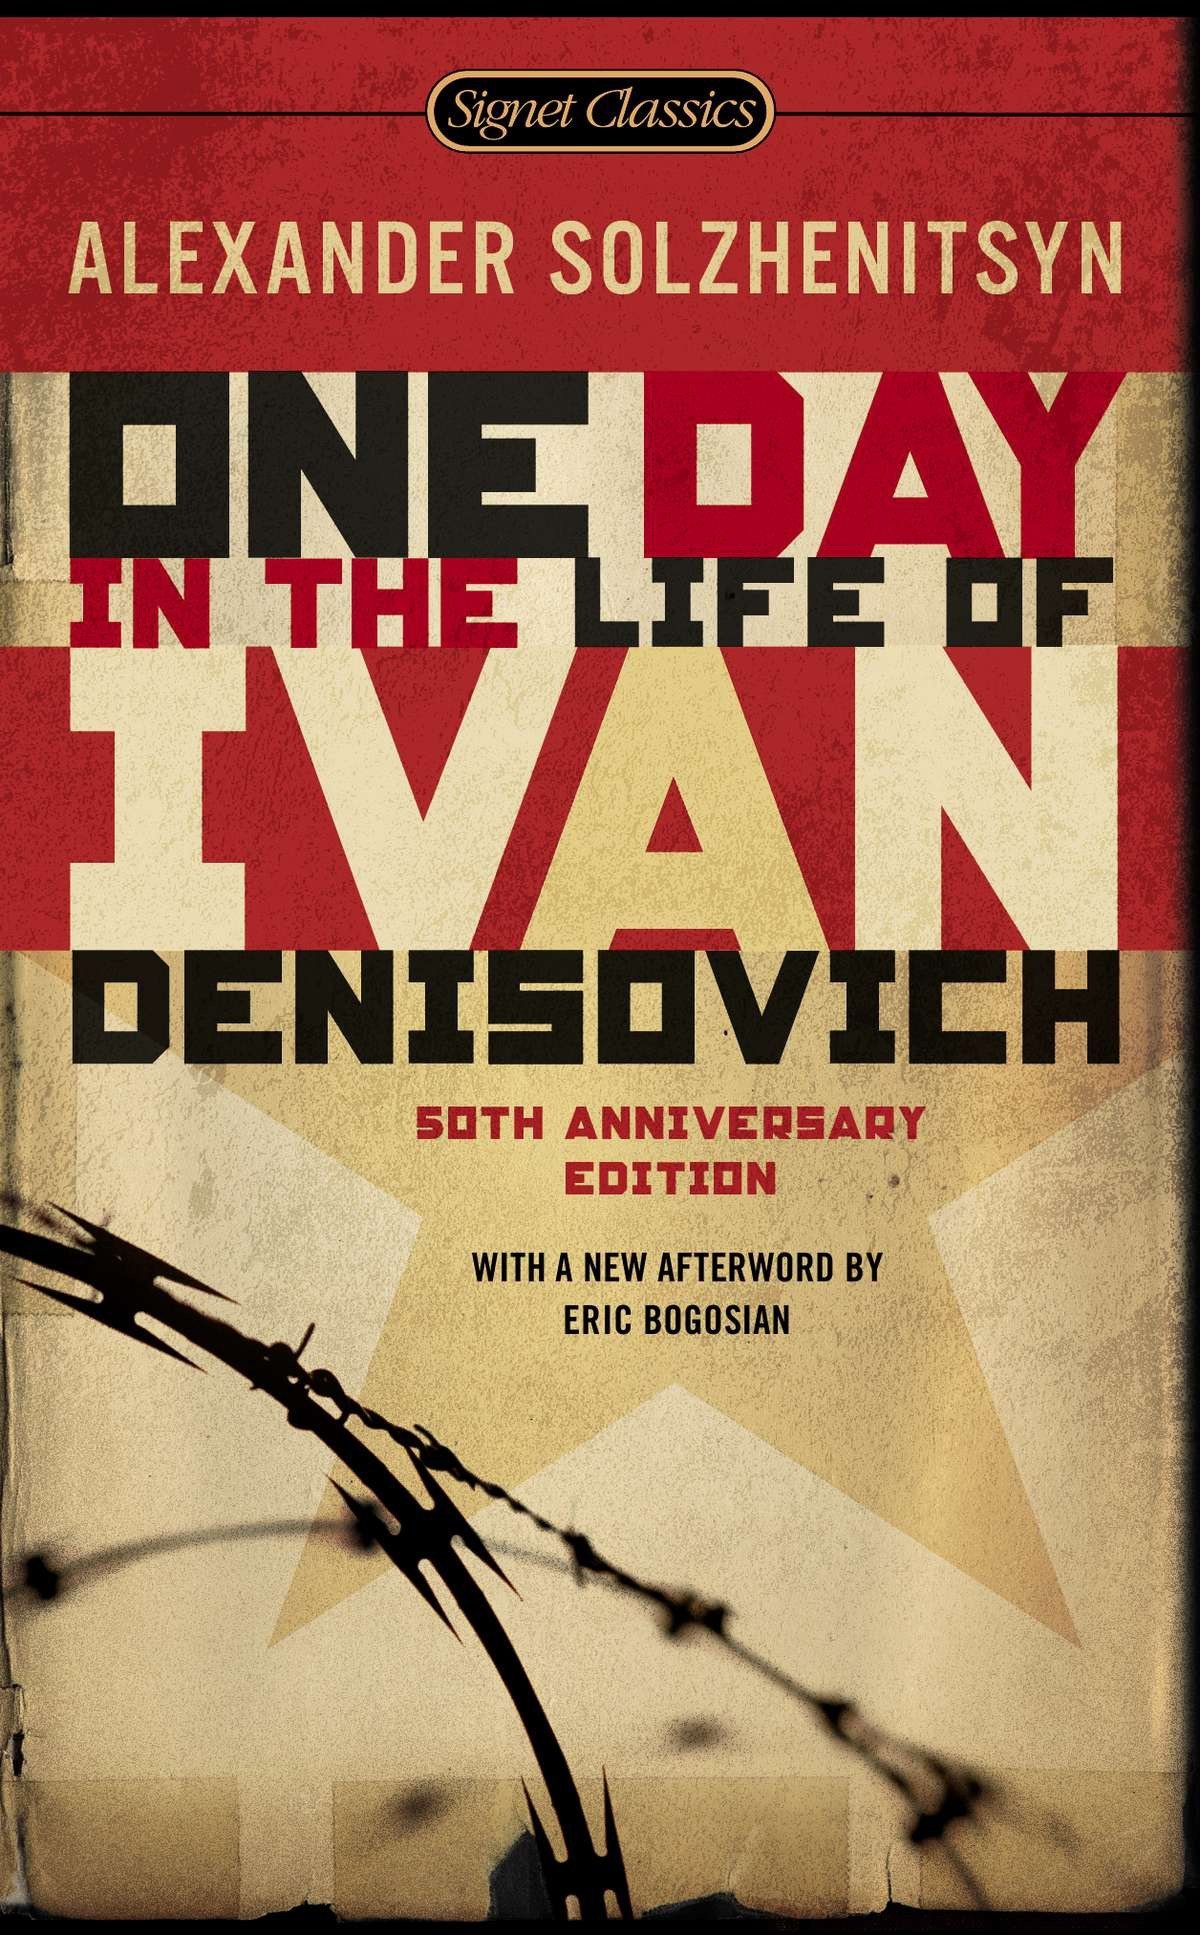 Signet Classics
ALEXANDER SOLZHENITSYN
ONE DAY
IN THE LIFE OF
IVAN
DENISOVICH
50TH ANNIVERSARY
EDITION
WITH A NEW AFTERWORD BY
ERIC BOGOSIAN